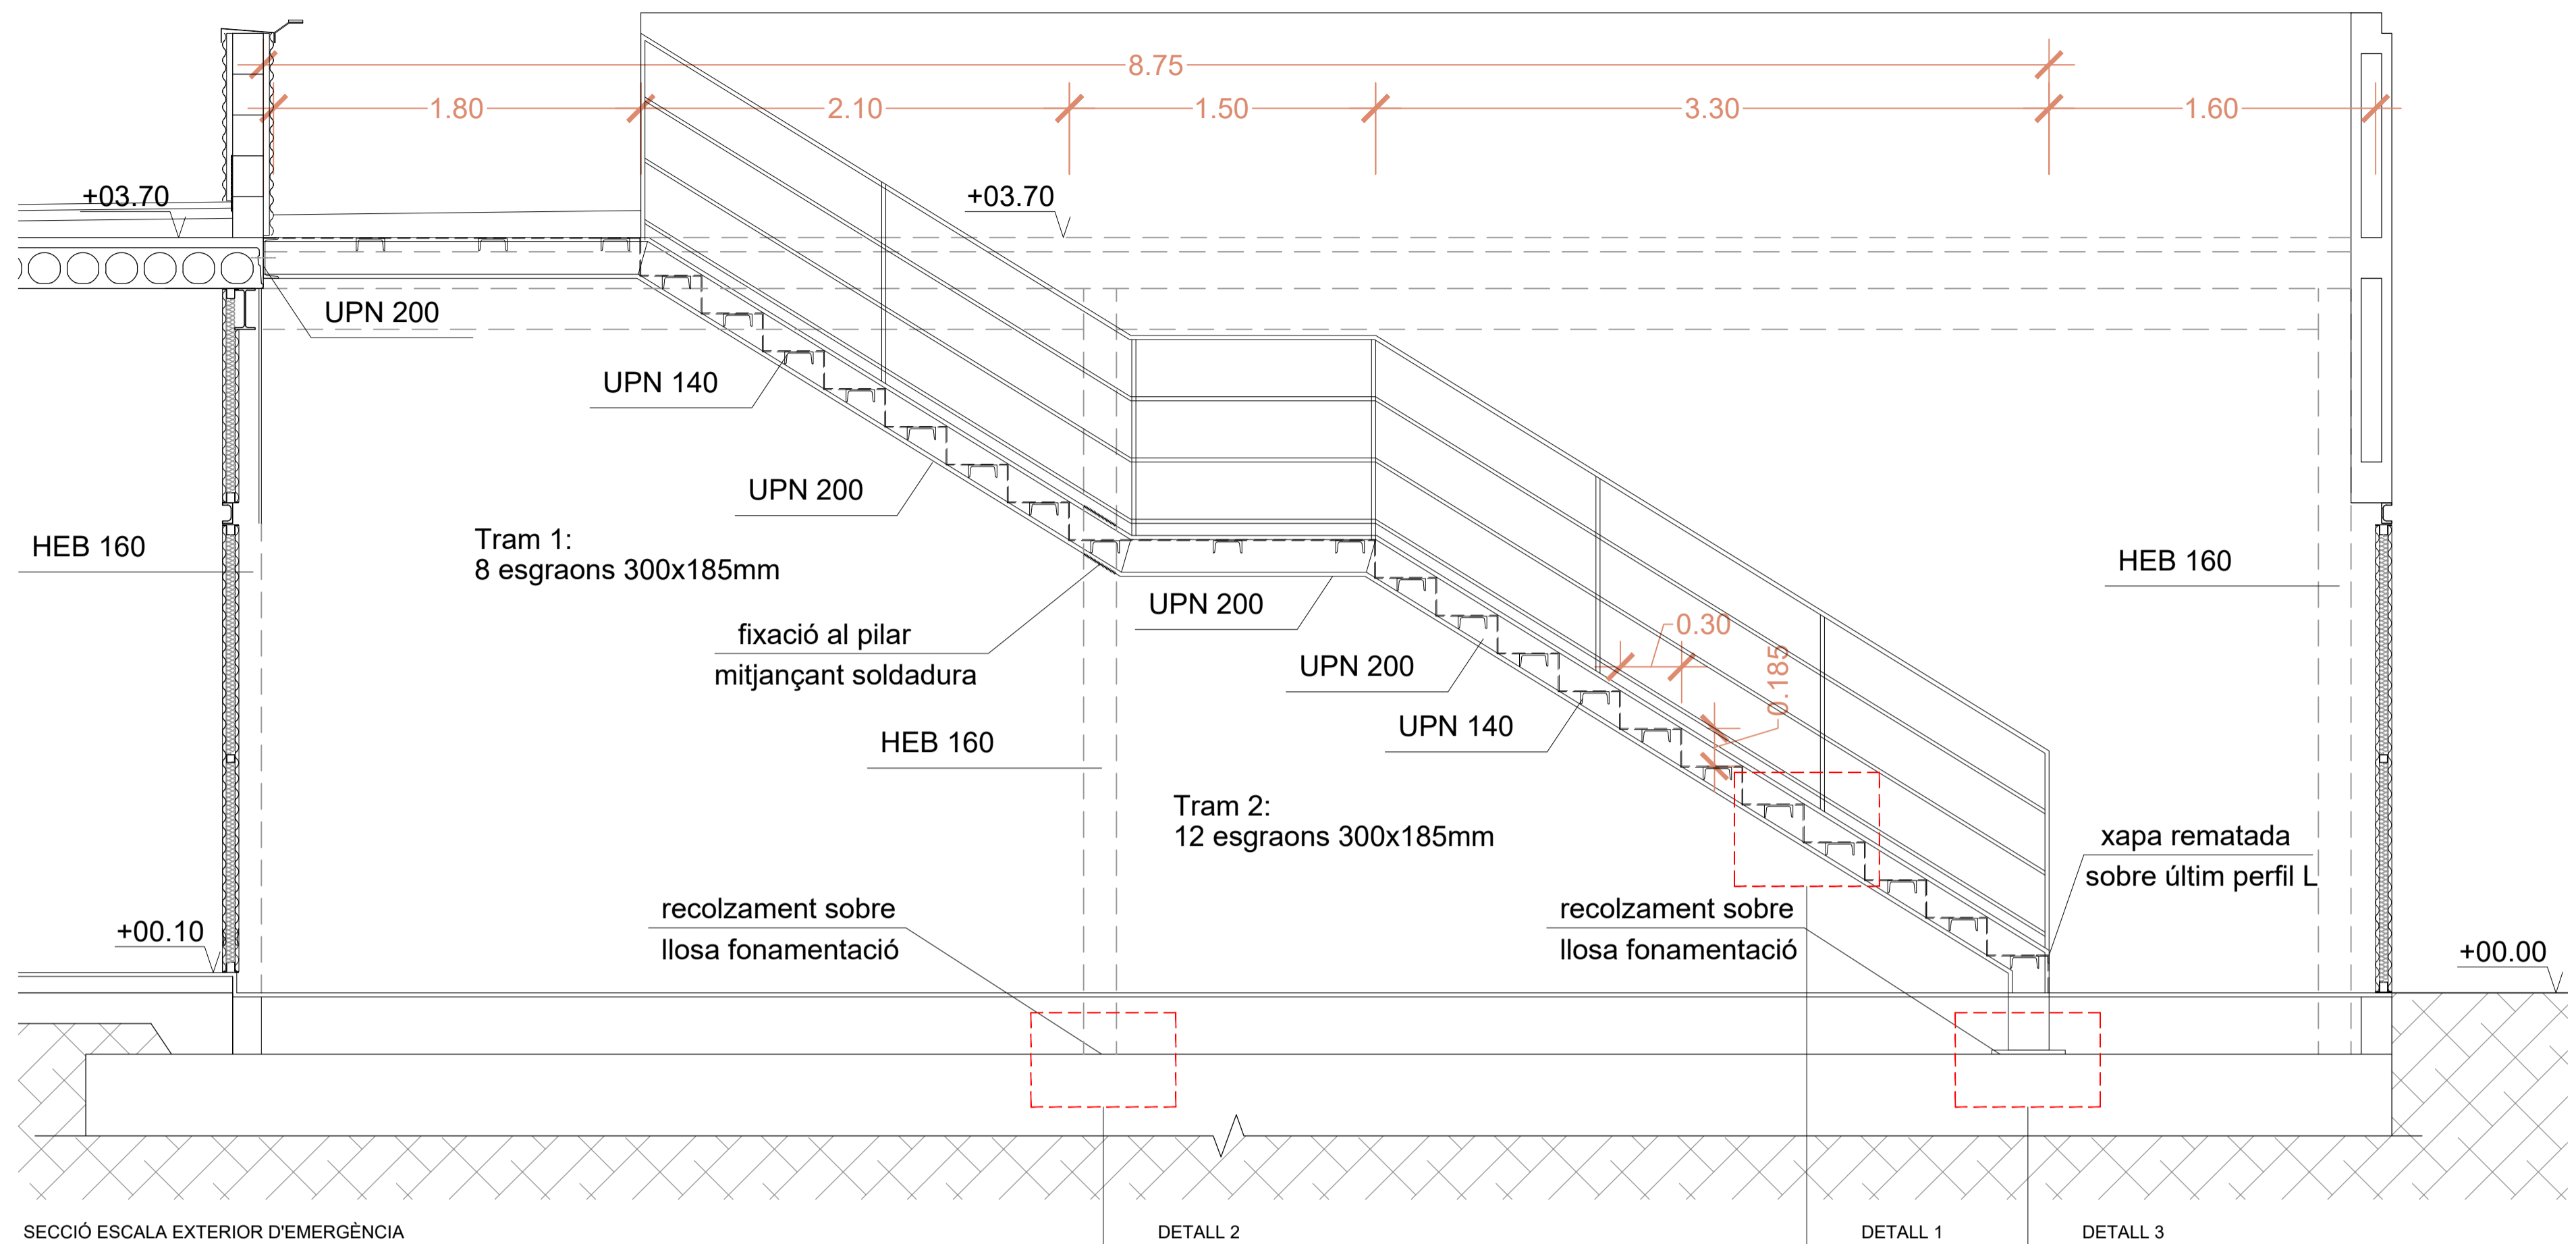 8.75
1.80
2.10
1.50
3.30
1.60
+03.70
+03.70
UPN 200
UPN 140
UPN 200
HEB 160
Tram 1:
8 esgraons 300x185mm
HEB 160
UPN 200
fixació al pilar
mitjançant soldadura
0.30
0.185
UPN 200
UPN 140
HEB 160
Tram 2:
12 esgraons 300x185mm
xapa rematada
sobre últim perfil L
recolzament sobre
llosa fonamentació
recolzament sobre
llosa fonamentació
+00.10
+00.00
SECCIÓ ESCALA EXTERIOR D'EMERGÈNCIA
DETALL 2
DETALL 1
DETALL 3